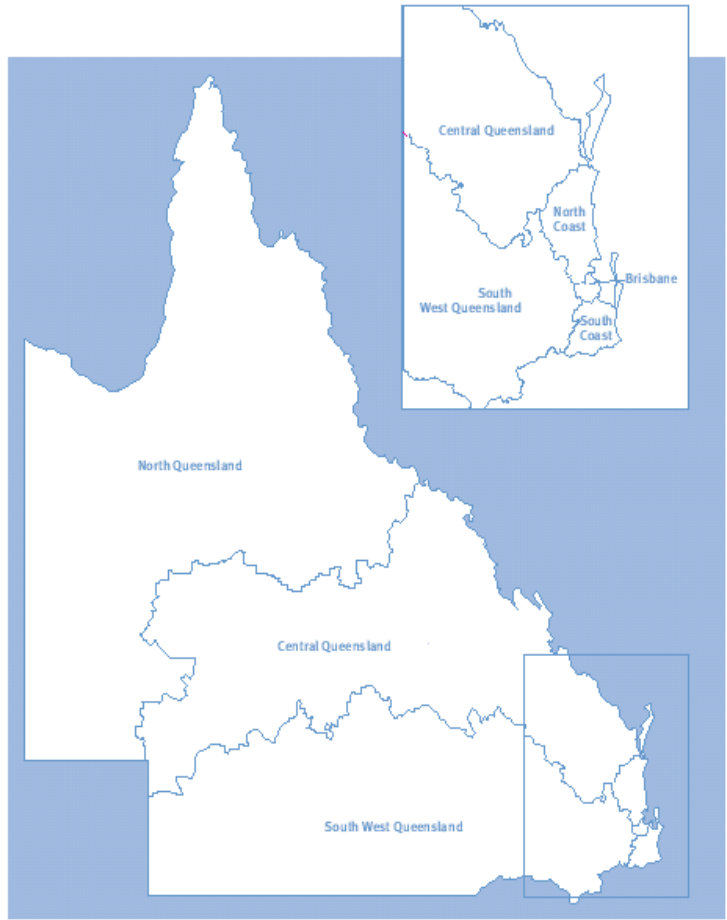 Central Queensland
North
Coast
Brisbane
South
West Queensland
South
Coast
North Queensland
Central Queensland
South West Queensland